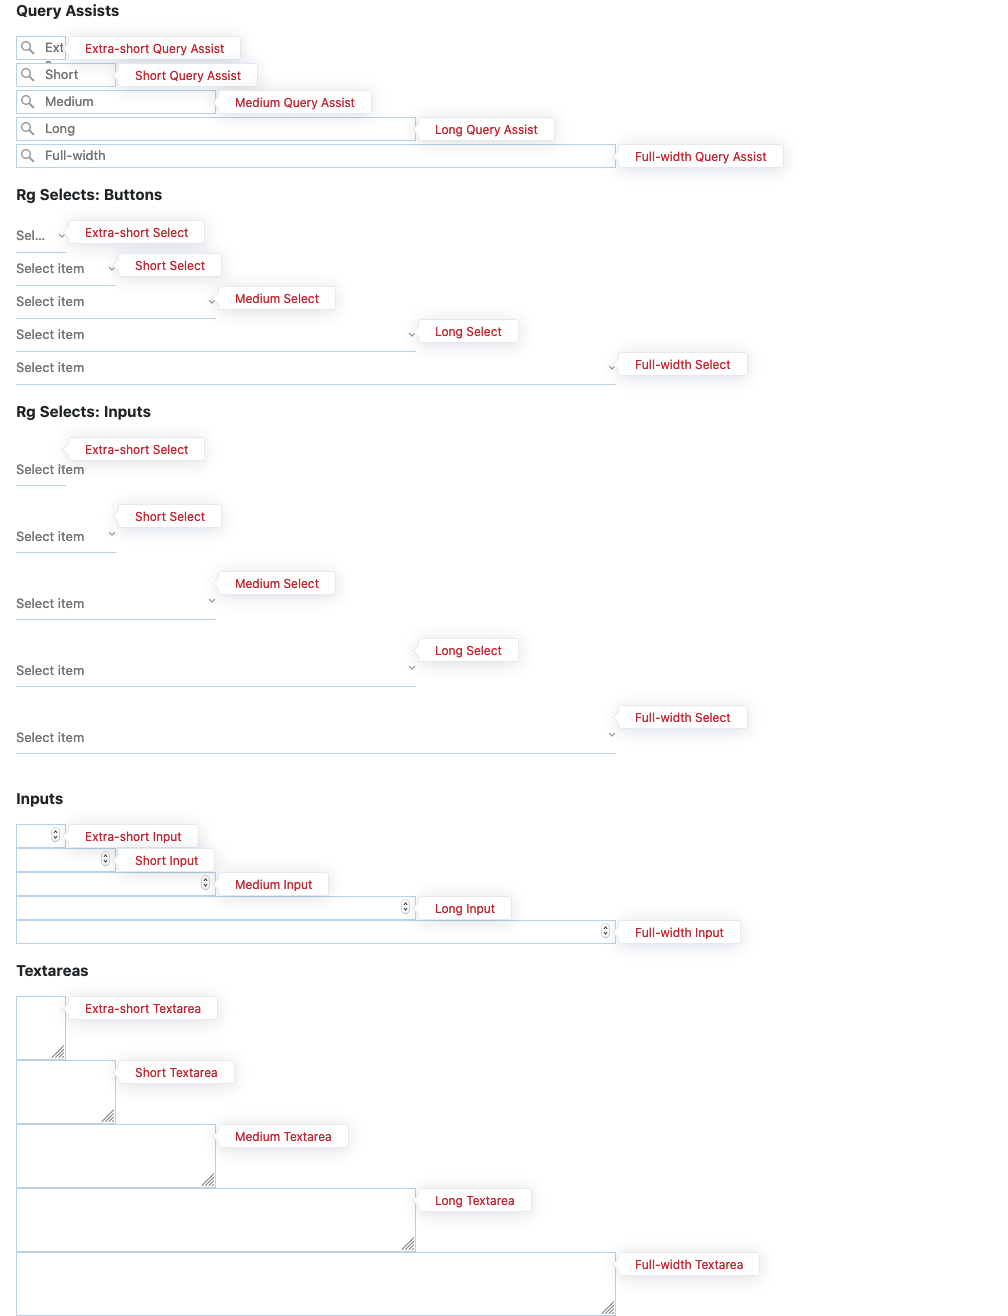 Query Assists
Ext Extra-short Query Assist
Short Short Query Assist
Medium Medium Query Assist
Long Long Query Assist
Full-width Full-width Query Assist
Rg Selects: Buttons
Sel... Extra-short Select
Select item Short Select
Select item Medium Select
Select item Long Select
Select item Full-width Select
Rg Selects: Inputs
Extra-short Select
Select item
Short Select
Select item
Medium Select
Select item
Long Select
Select item
Full-width Select
Select item
Inputs
Extra-short Input
Short Input
Medium Input
Long Input
Full-width Input
Textareas
Extra-short Textarea
Short Textarea
Medium Textarea
Long Textarea
Full-width Textarea